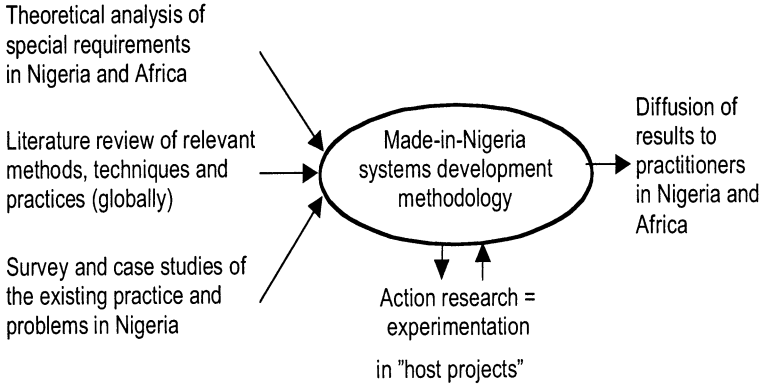 Theoretical analysis of
special requirements
in Nigeria and Africa
Literature review of relevant
methods, techniques and
practices (globally)
Survey and case studies of
the existing practice and
problems in Nigeria
Made-in-Nigeria
systems development
methodology
Action research =
experimentation
in ”host projects”
Diffusion of
results to
practitioners
in Nigeria and
Africa